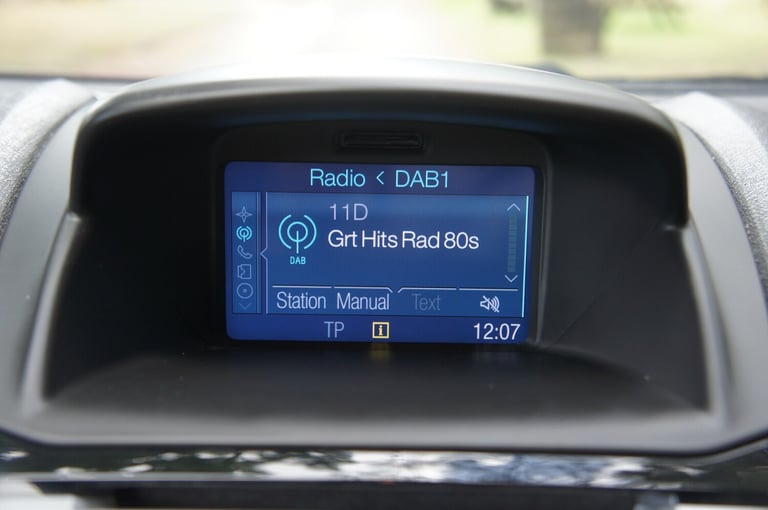 Radio < DAB1
11D
Grt Hits Rad 80s
DAB
Station Manual Text
TP i 12:07